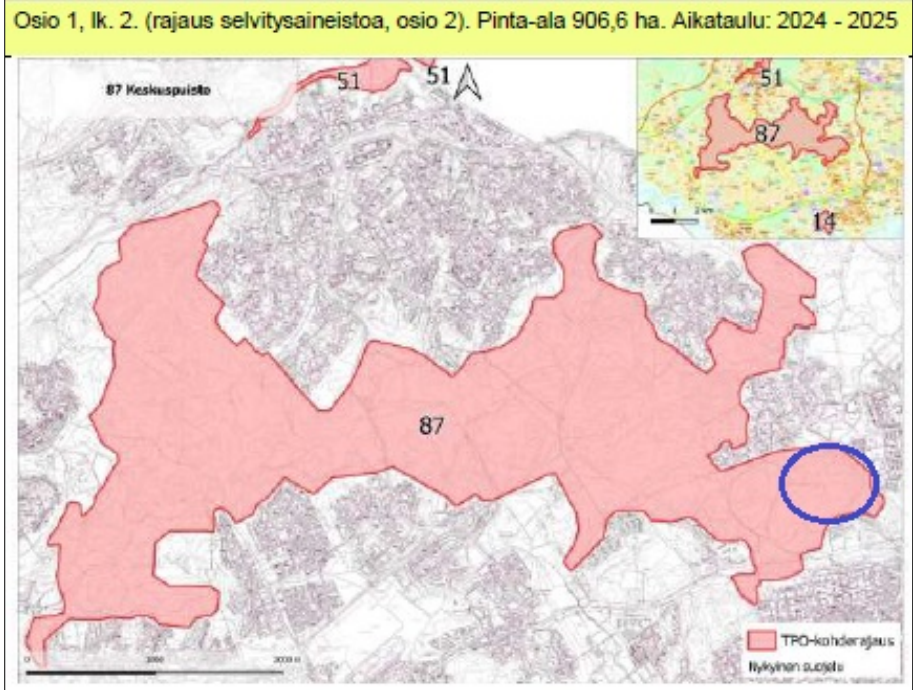 Osio 1, lk. 2. (rajaus selvitysaineistoa, osio 2). Pinta-ala 906,6 ha. Aikataulu: 2024 - 2025
87 Keskuspuisto
51
51
51
87
14
87
TPO-kohderajaus
Nykyinen suojelu
0